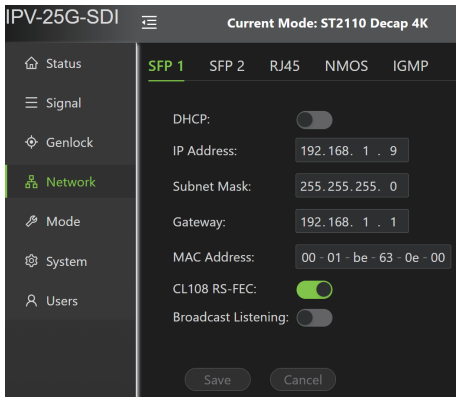 IPV-25G-SDI
Current Mode: ST2110 Decap 4K
Status
Signal
Genlock
Network
Mode
System
Users
SFP 1 SFP 2 RJ45 NMOS IGMP
DHCP:
IP Address: 192.168. 1 . 9
Subnet Mask: 255.255.255. 0
Gateway: 192.168. 1 . 1
MAC Address: 00 - 01 - be - 63 - 0e - 00
CL108 RS-FEC:
Broadcast Listening:
Save Cancel